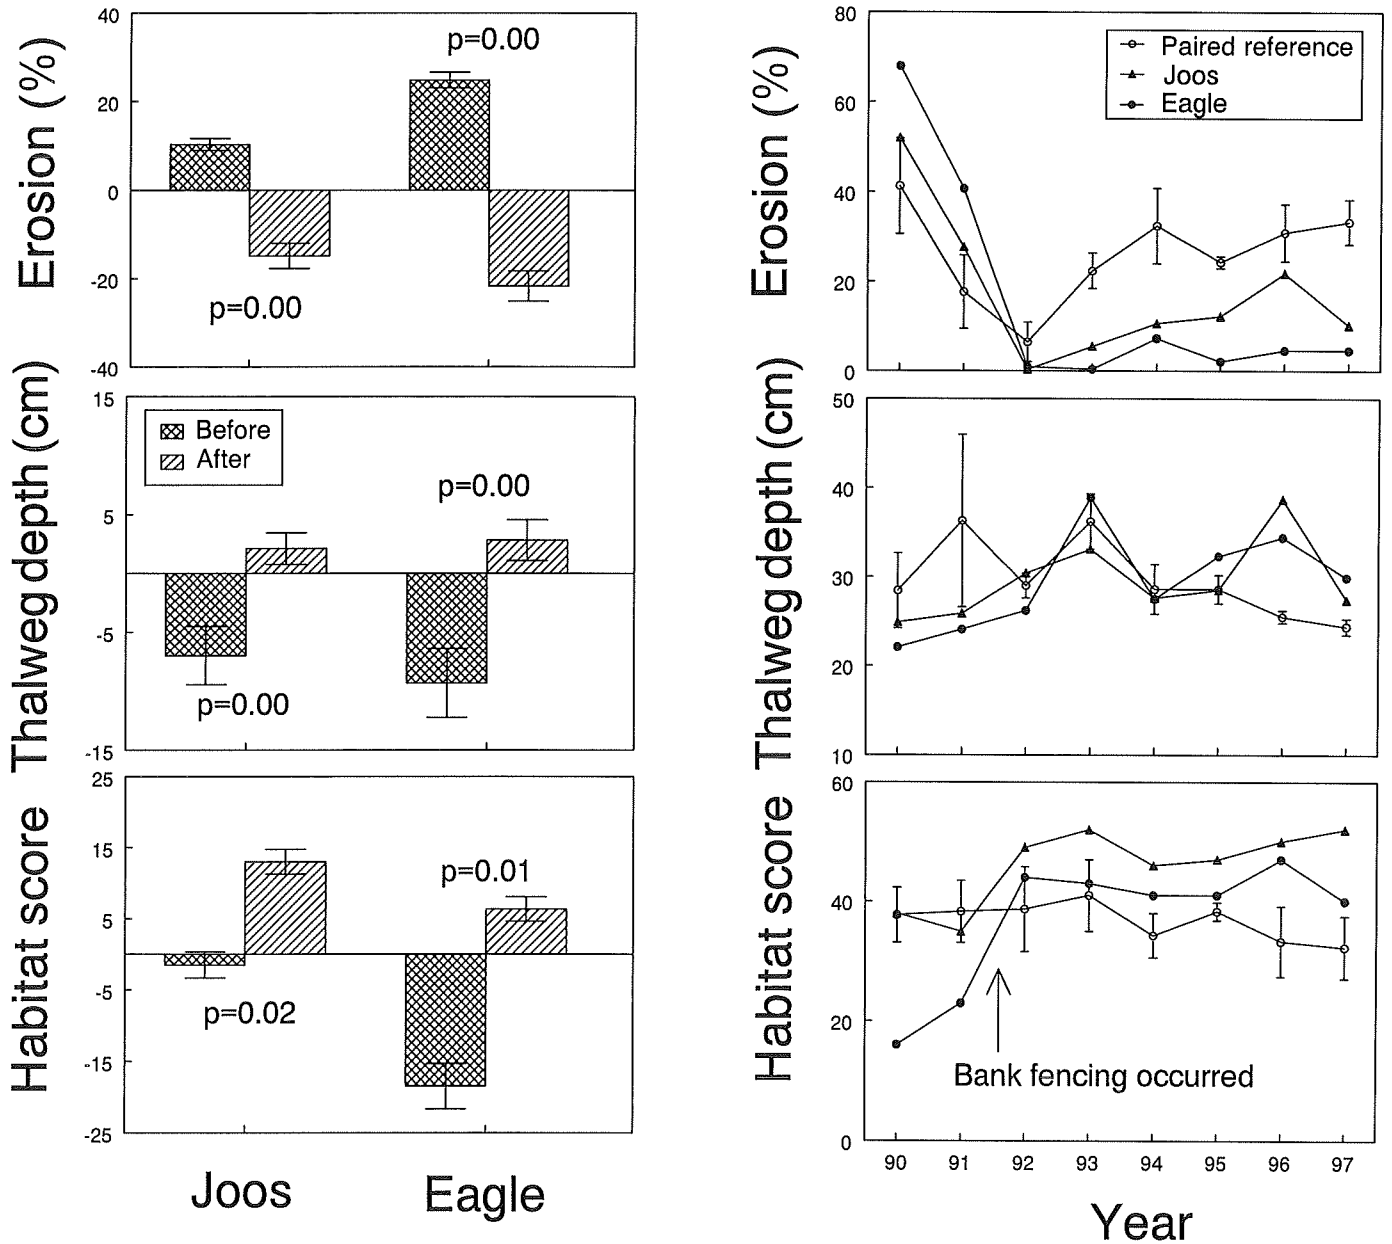 Erosion (%)
40
20
0
-20
-40
p=0.00
p=0.00
Thalweg depth (cm)
15
5
-5
-15
Before
After
p=0.00
p=0.00
Habitat score
25
15
5
-5
-15
-25
p=0.01
p=0.02
Joos Eagle
Erosion (%)
80
60
40
20
0
Paired reference
Joos
Eagle
Thalweg depth (cm)
50
40
30
20
10
Habitat score
60
40
20
0
Bank fencing occurred
90 91 92 93 94 95 96 97
Year